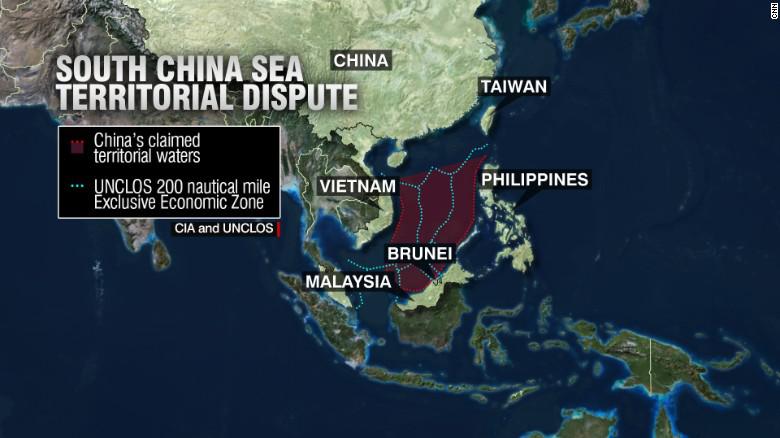 CNN
SOUTH CHINA SEA
TERRITORIAL DISPUTE
CHINA
TAIWAN
China's claimed
territorial waters
UNCLOS 200 nautical mile
Exclusive Economic Zone
CIA and UNCLOS
VIETNAM
PHILIPPINES
BRUNEI
MALAYSIA